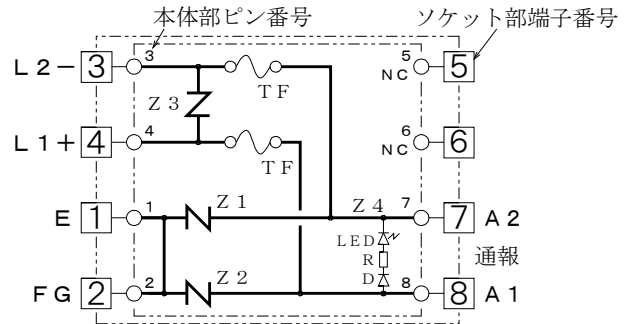 本体部ピン番号 ソケット部端子番号
L2− 3 3 TF 5 NC 5
Z3
L1+ 4 4 TF 6 NC 6
E 1 1 Z1 Z4 7 7 A2
LED
R
通報
FG 2 2 Z2 D 8 8 A1